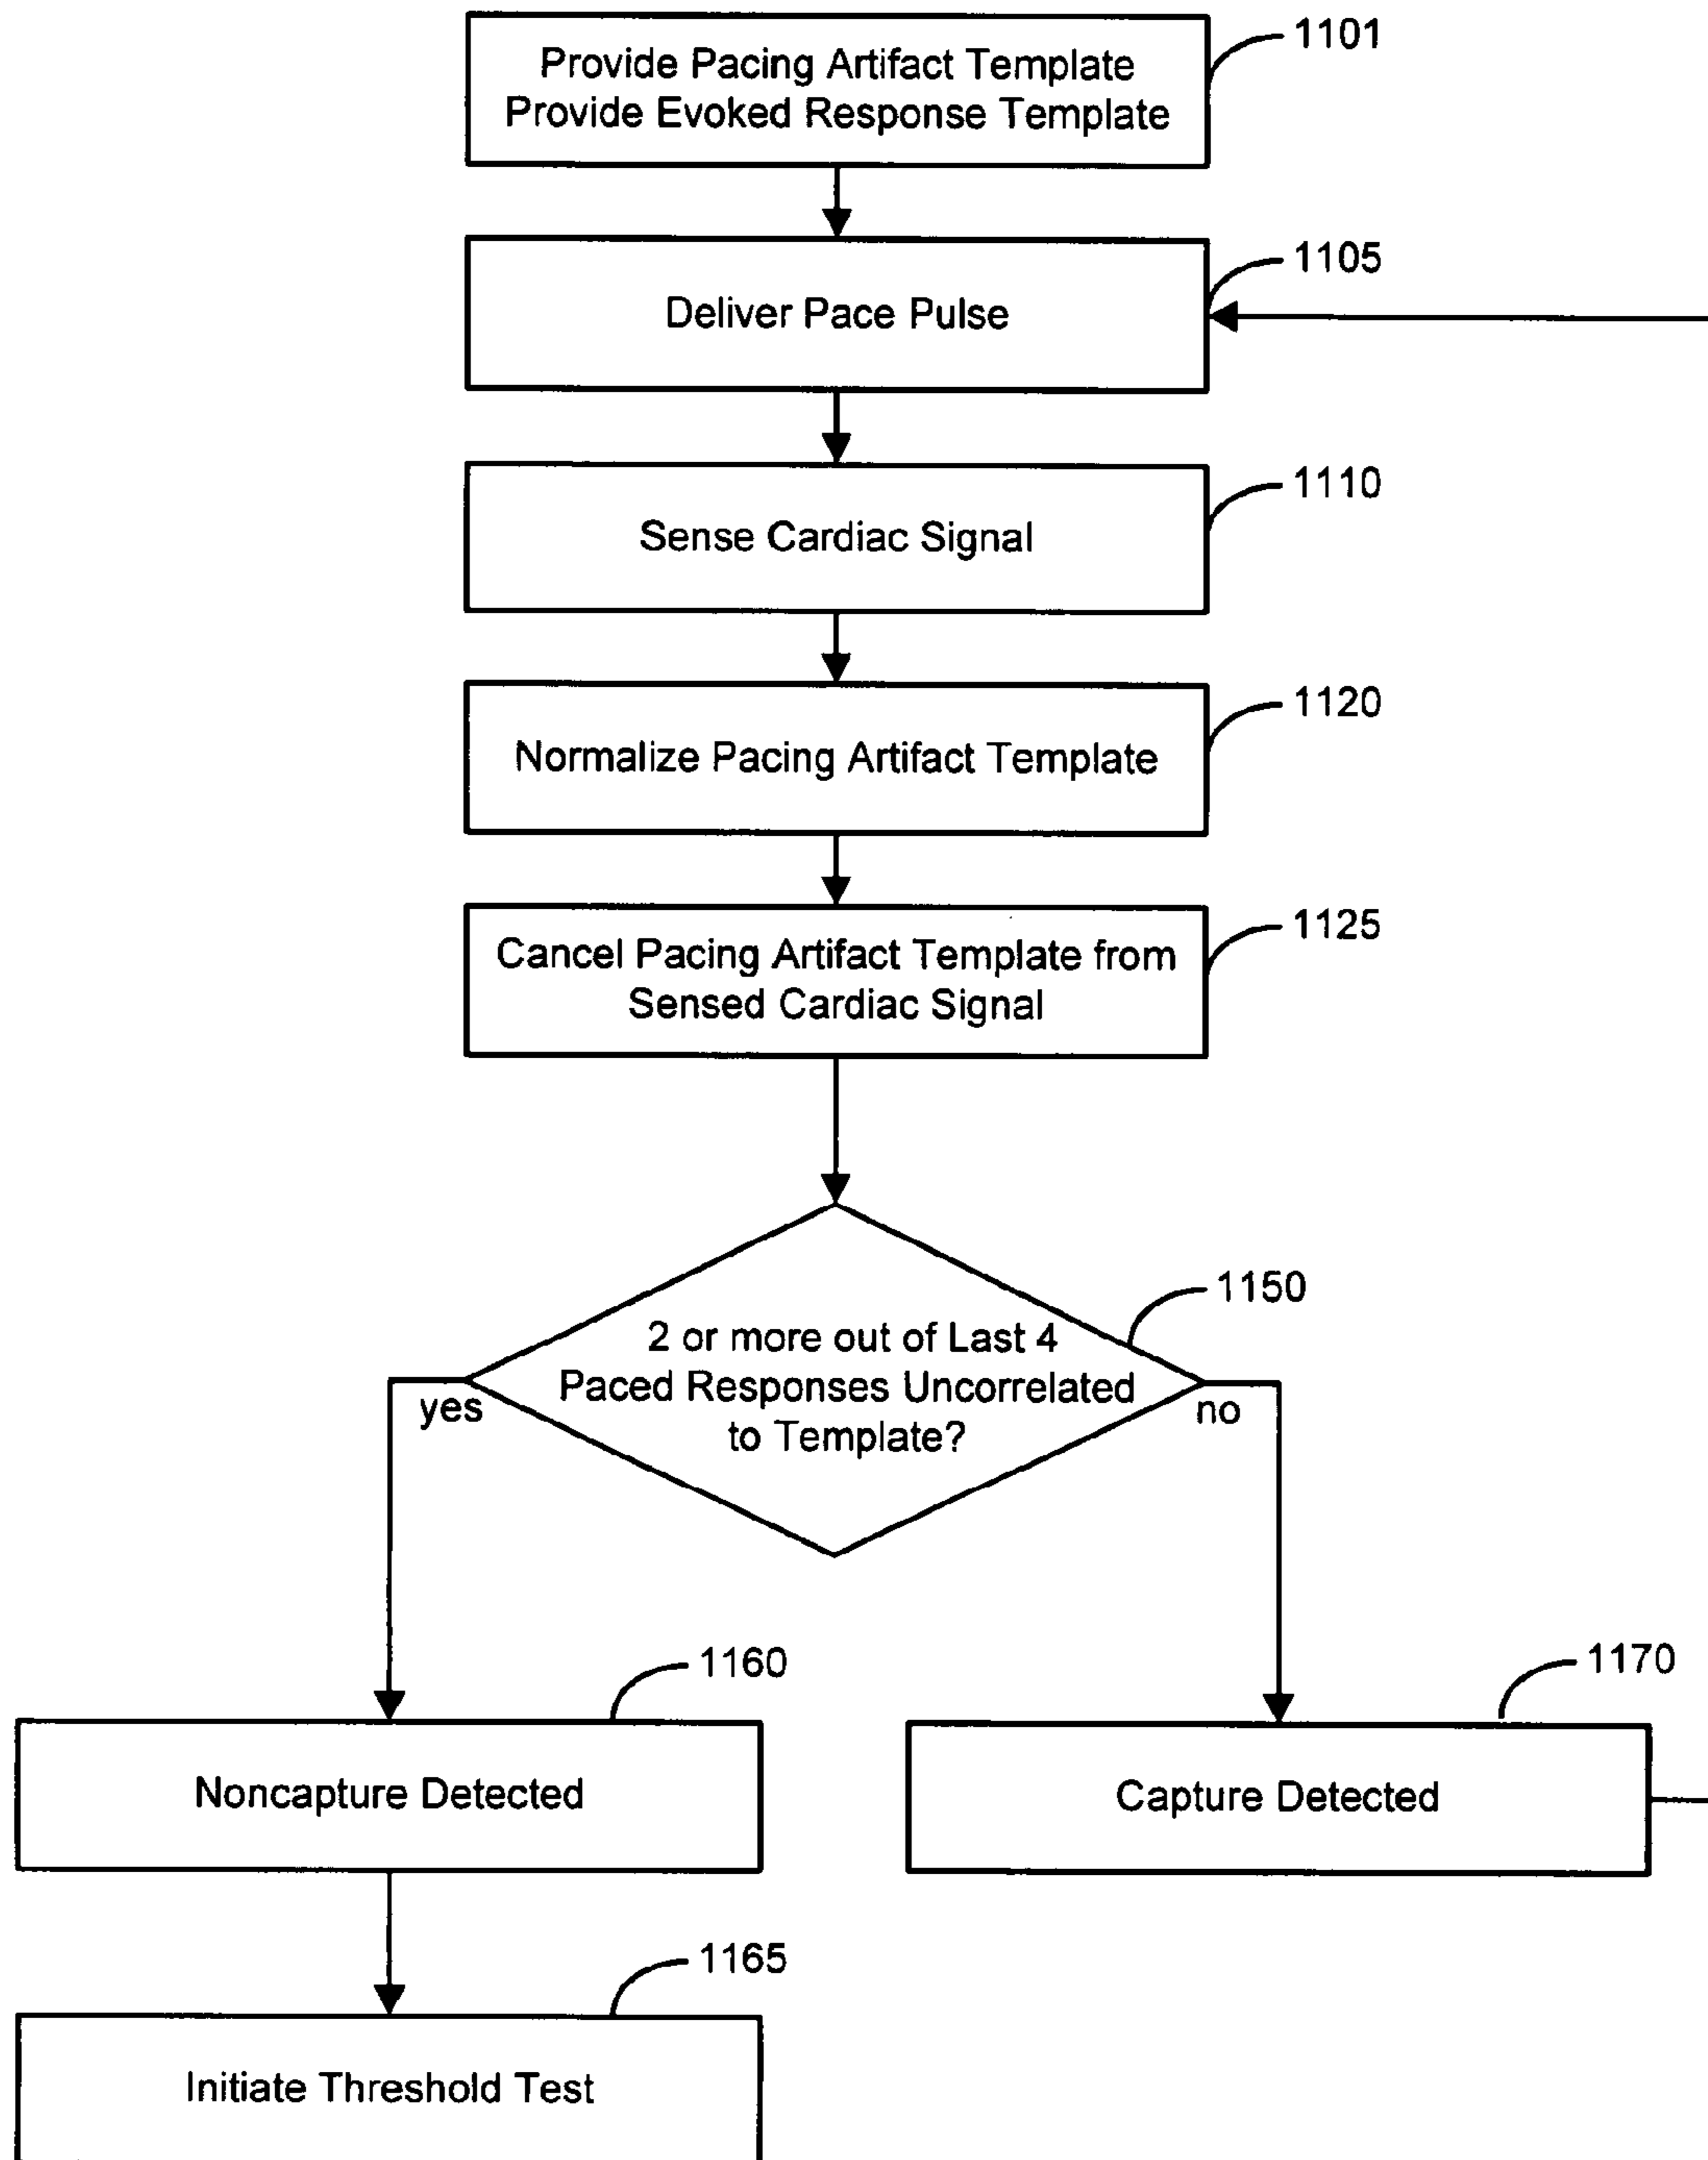 Provide Pacing Artifact Template
Provide Evoked Response Template
1101
Deliver Pace Pulse
1105
Sense Cardiac Signal
1110
Normalize Pacing Artifact Template
1120
Cancel Pacing Artifact Template from
Sensed Cardiac Signal
1125
2 or more out of Last 4
Paced Responses Uncorrelated
to Template?
1150
yes
no
Noncapture Detected
1160
Capture Detected
1170
Initiate Threshold Test
1165